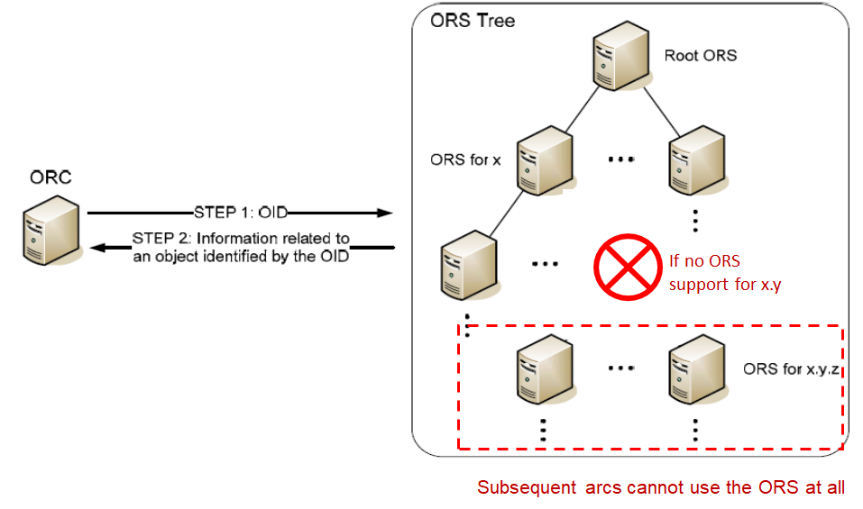 ORS Tree
Root ORS
ORS for x
ORC
STEP 1: OID
STEP 2: Information related to
an object identified by the OID
If no ORS
support for x.y
ORS for x.y.z
Subsequent arcs cannot use the ORS at all